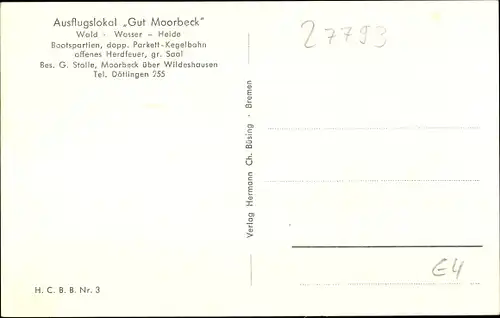 Ausflugslokal „Gut Moorbeck"
Wald - Wasser - Heide
Bootspartien, dopp. Parkett-Kegelbahn
offenes Herdfeuer, gr. Saal
Bes. G. Stolle, Moorbeck über Wildeshausen
Tel. Dötlingen 255
27793
Verlag Hermann Ch. Büsing · Bremen
E4
H. C. B. B. Nr. 3